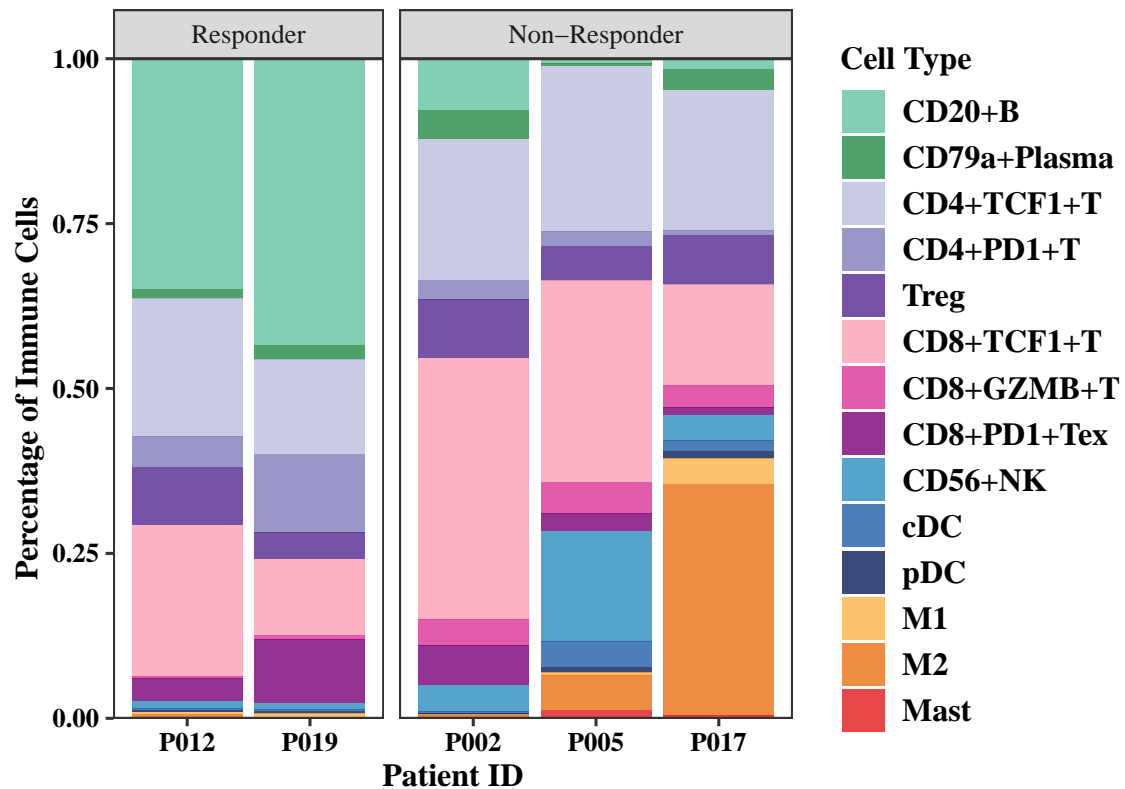 Responder
Non−Responder
Percentage of Immune Cells
1.00
0.75
0.50
0.25
0.00
P012
P019
P002
P005
P017
Patient ID
Cell Type
CD20+B
CD79a+Plasma
CD4+TCF1+T
CD4+PD1+T
Treg
CD8+TCF1+T
CD8+GZMB+T
CD8+PD1+Tex
CD56+NK
cDC
pDC
M1
M2
Mast